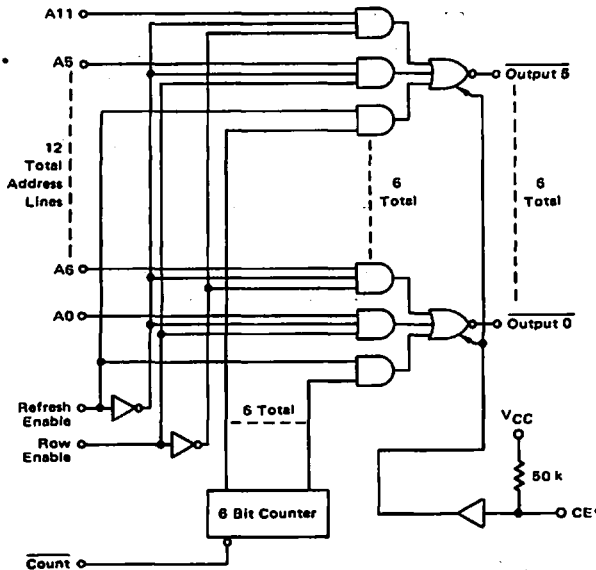 A11
A5
Output 5
12
Total
Address
Lines
6
Total
6
Total
A6
A0
Output 0
Refresh
Enable
Row
Enable
6 Total
VCC
50 k
6 Bit Counter
CE*
Count